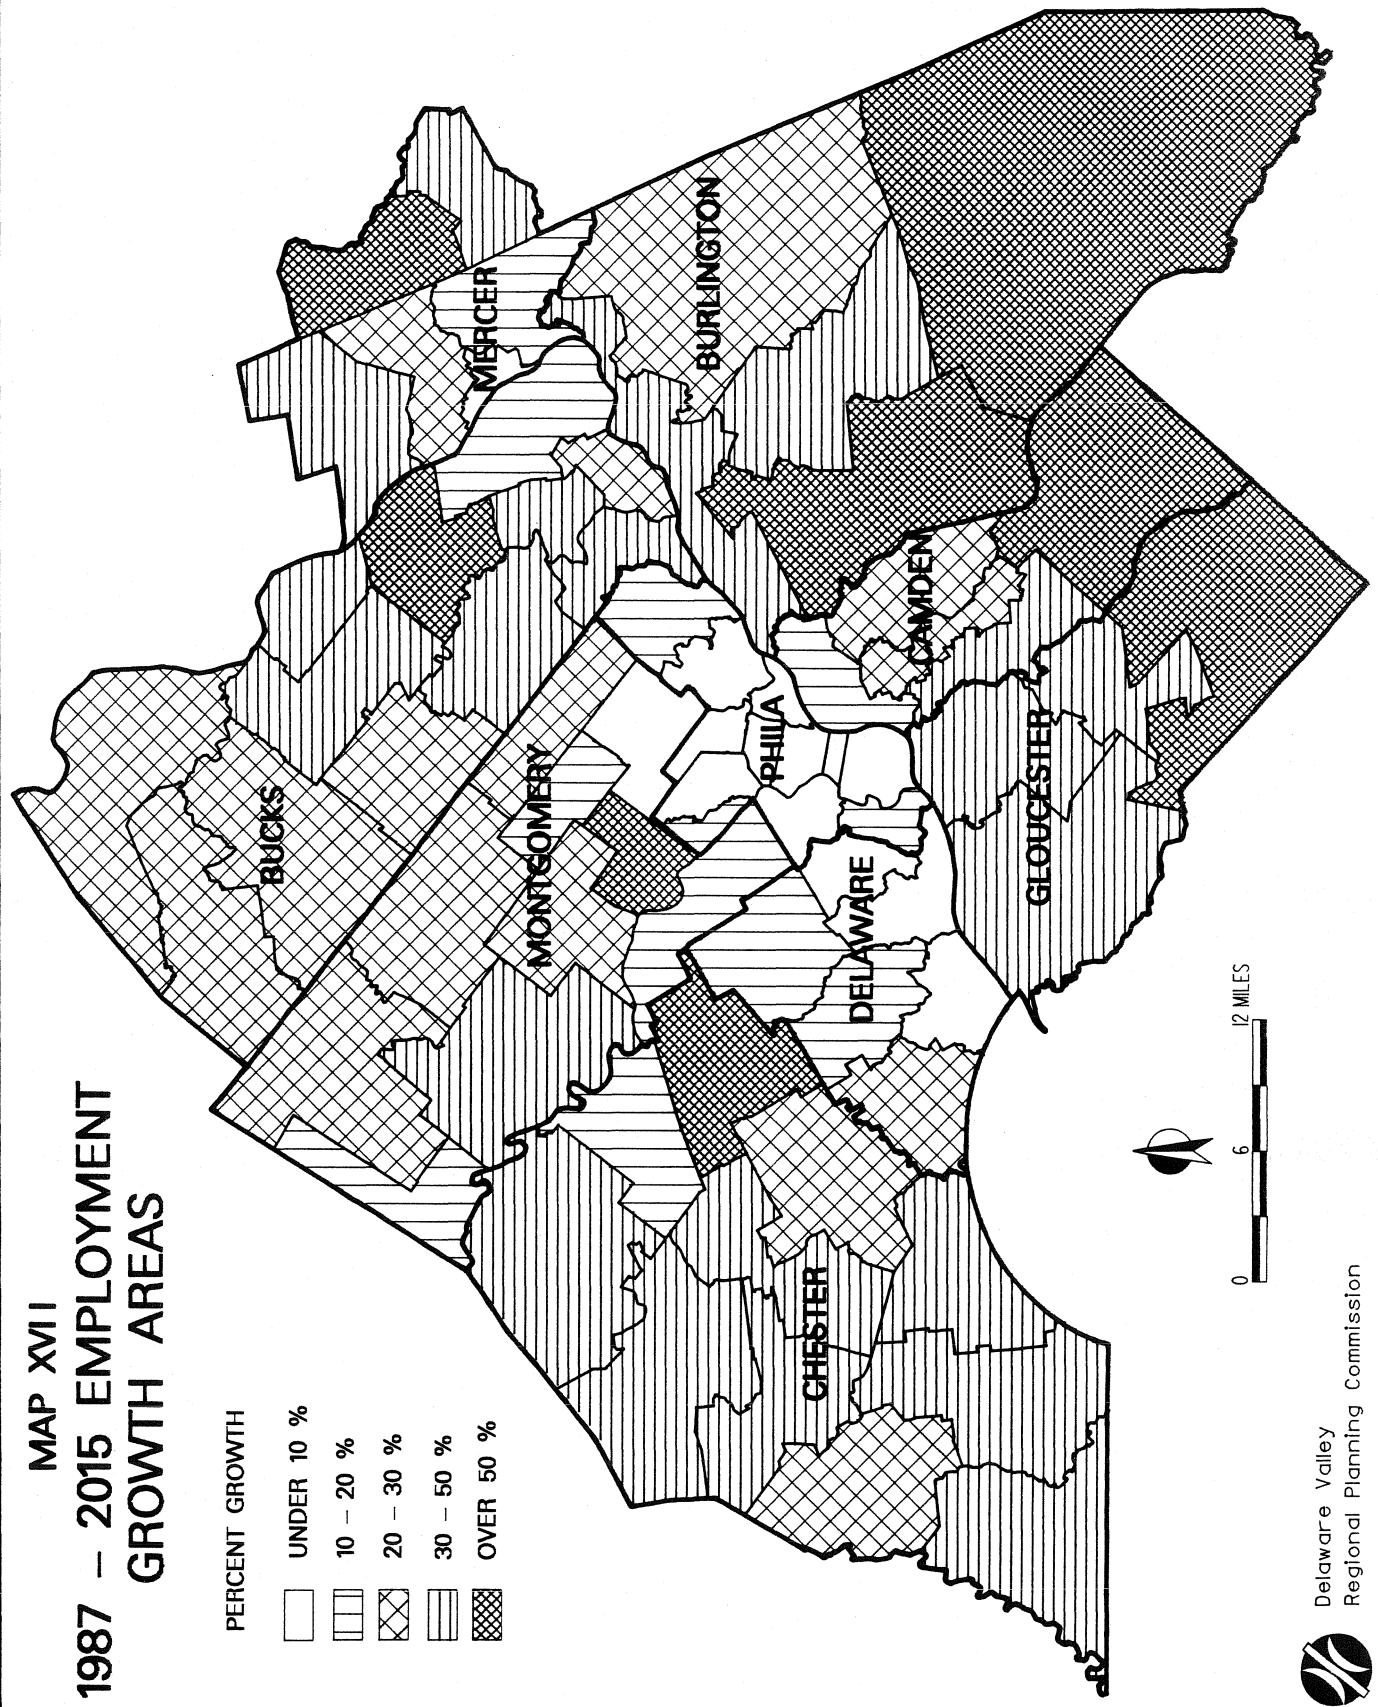 MAP XVII
1987 – 2015 EMPLOYMENT
GROWTH AREAS
PERCENT GROWTH
UNDER 10 %
10 – 20 %
20 – 30 %
30 – 50 %
OVER 50 %
BUCKS
MONTGOMERY
MERCER
BURLINGTON
PHILA
CAMDEN
DELAWARE
GLOUCESTER
CHESTER
0 6 12 MILES
Delaware Valley
Regional Planning Commission